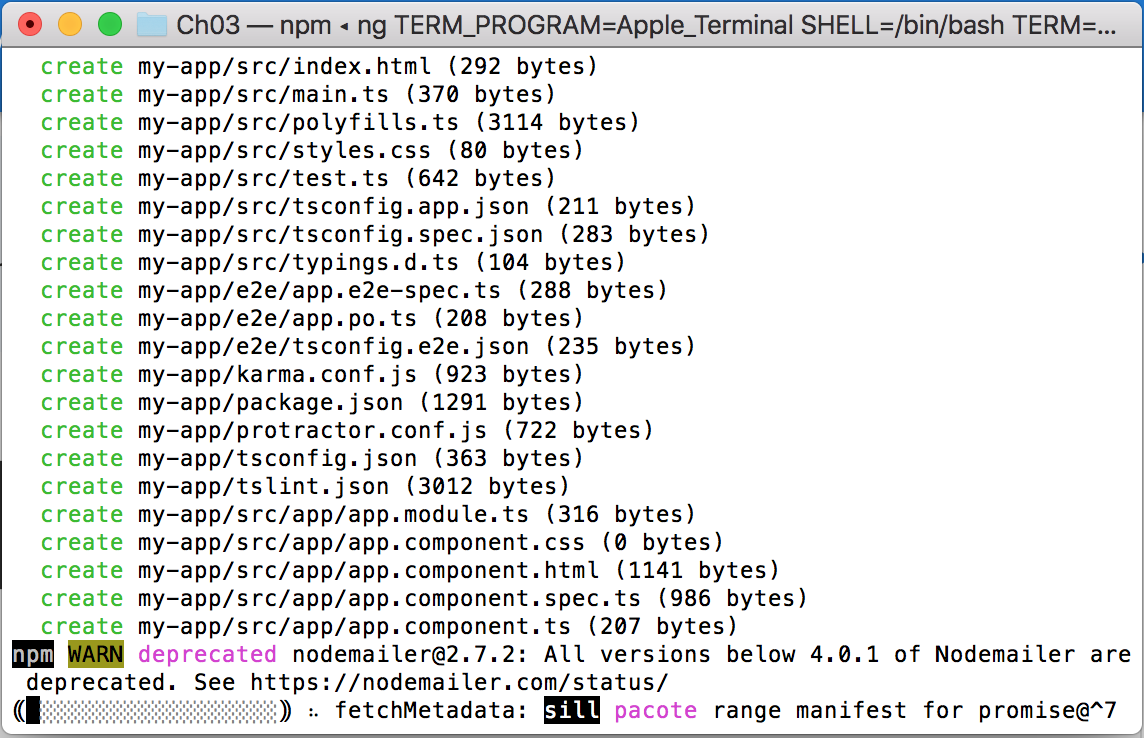 Ch03 — npm ◂ ng TERM_PROGRAM=Apple_Terminal SHELL=/bin/bash TERM=...
create my-app/src/index.html (292 bytes)
create my-app/src/main.ts (370 bytes)
create my-app/src/polyfills.ts (3114 bytes)
create my-app/src/styles.css (80 bytes)
create my-app/src/test.ts (642 bytes)
create my-app/src/tsconfig.app.json (211 bytes)
create my-app/src/tsconfig.spec.json (283 bytes)
create my-app/src/typings.d.ts (104 bytes)
create my-app/e2e/app.e2e-spec.ts (288 bytes)
create my-app/e2e/app.po.ts (208 bytes)
create my-app/e2e/tsconfig.e2e.json (235 bytes)
create my-app/karma.conf.js (923 bytes)
create my-app/package.json (1291 bytes)
create my-app/protractor.conf.js (722 bytes)
create my-app/tsconfig.json (363 bytes)
create my-app/tslint.json (3012 bytes)
create my-app/src/app/app.module.ts (316 bytes)
create my-app/src/app/app.component.css (0 bytes)
create my-app/src/app/app.component.html (1141 bytes)
create my-app/src/app/app.component.spec.ts (986 bytes)
create my-app/src/app/app.component.ts (207 bytes)
npm WARN deprecated nodemailer@2.7.2: All versions below 4.0.1 of Nodemailer are
deprecated. See https://nodemailer.com/status/
⸨█░░░░░░░░░░░░░░░░░⸩ ⠦ fetchMetadata: sill pacote range manifest for promise@^7